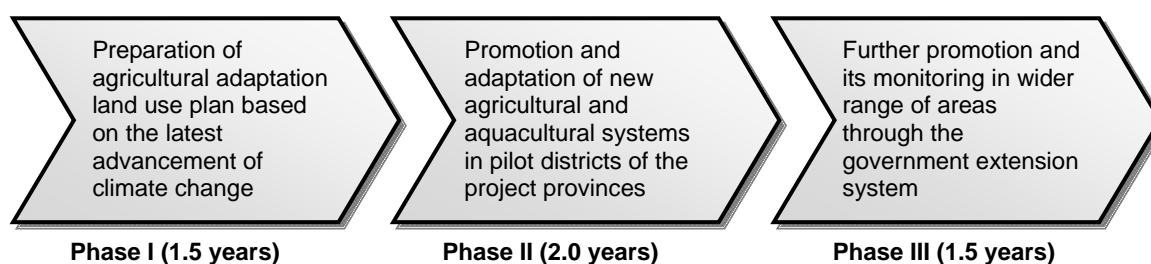 Preparation of
agricultural adaptation
land use plan based
on the latest
advancement of
climate change
Phase I (1.5 years)
Promotion and
adaptation of new
agricultural and
aquacultural systems
in pilot districts of the
project provinces
Phase II (2.0 years)
Further promotion and
its monitoring in wider
range of areas
through the
government extension
system
Phase III (1.5 years)